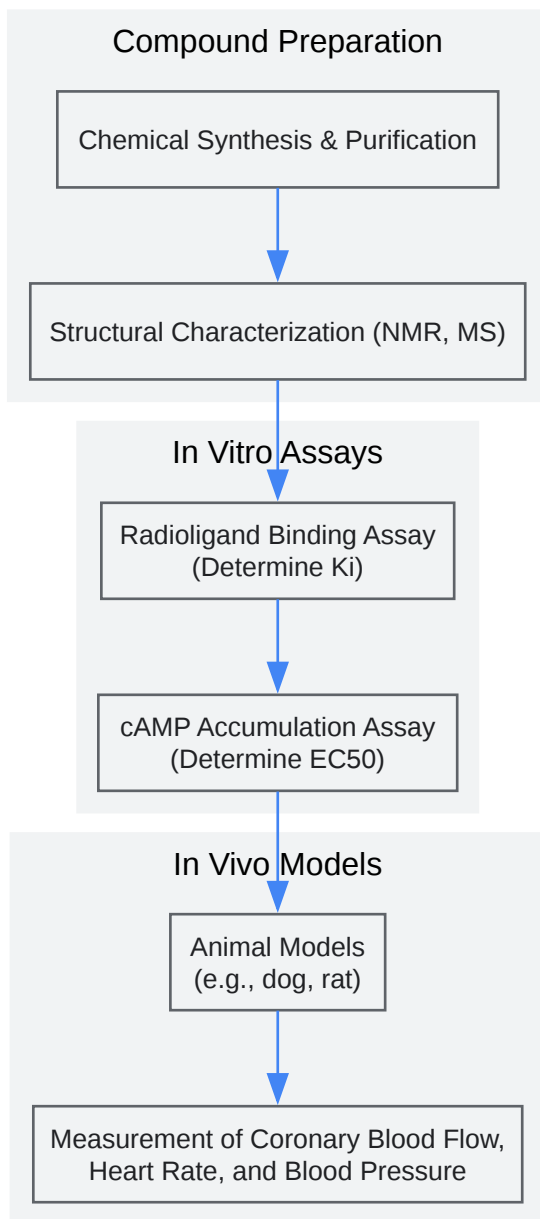 Compound Preparation
Chemical Synthesis & Purification
Structural Characterization (NMR, MS)
In Vitro Assays
Radioligand Binding Assay
(Determine Ki)
cAMP Accumulation Assay
(Determine EC50)
In Vivo Models
Animal Models
(e.g., dog, rat)
Measurement of Coronary Blood Flow,
Heart Rate, and Blood Pressure